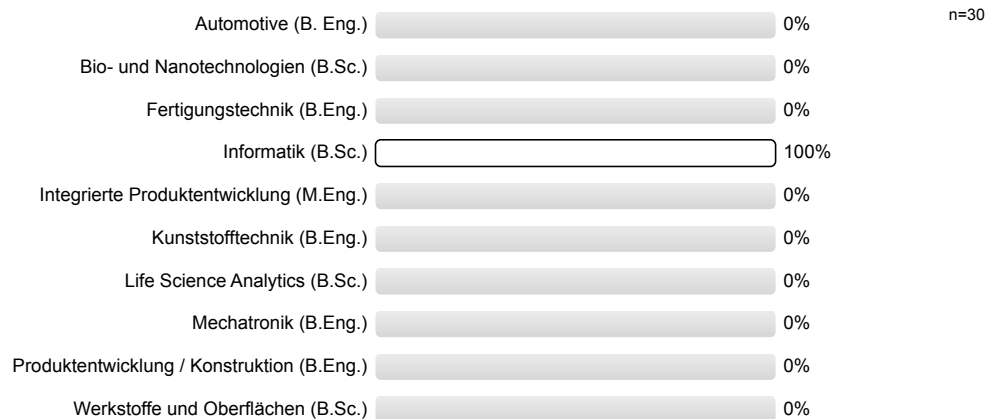 Automotive (B. Eng.) 0% n=30
Bio- und Nanotechnologien (B.Sc.) 0%
Fertigungstechnik (B.Eng.) 0%
Informatik (B.Sc.) 100%
Integrierte Produktentwicklung (M.Eng.) 0%
Kunststofftechnik (B.Eng.) 0%
Life Science Analytics (B.Sc.) 0%
Mechatronik (B.Eng.) 0%
Produktentwicklung / Konstruktion (B.Eng.) 0%
Werkstoffe und Oberflächen (B.Sc.) 0%